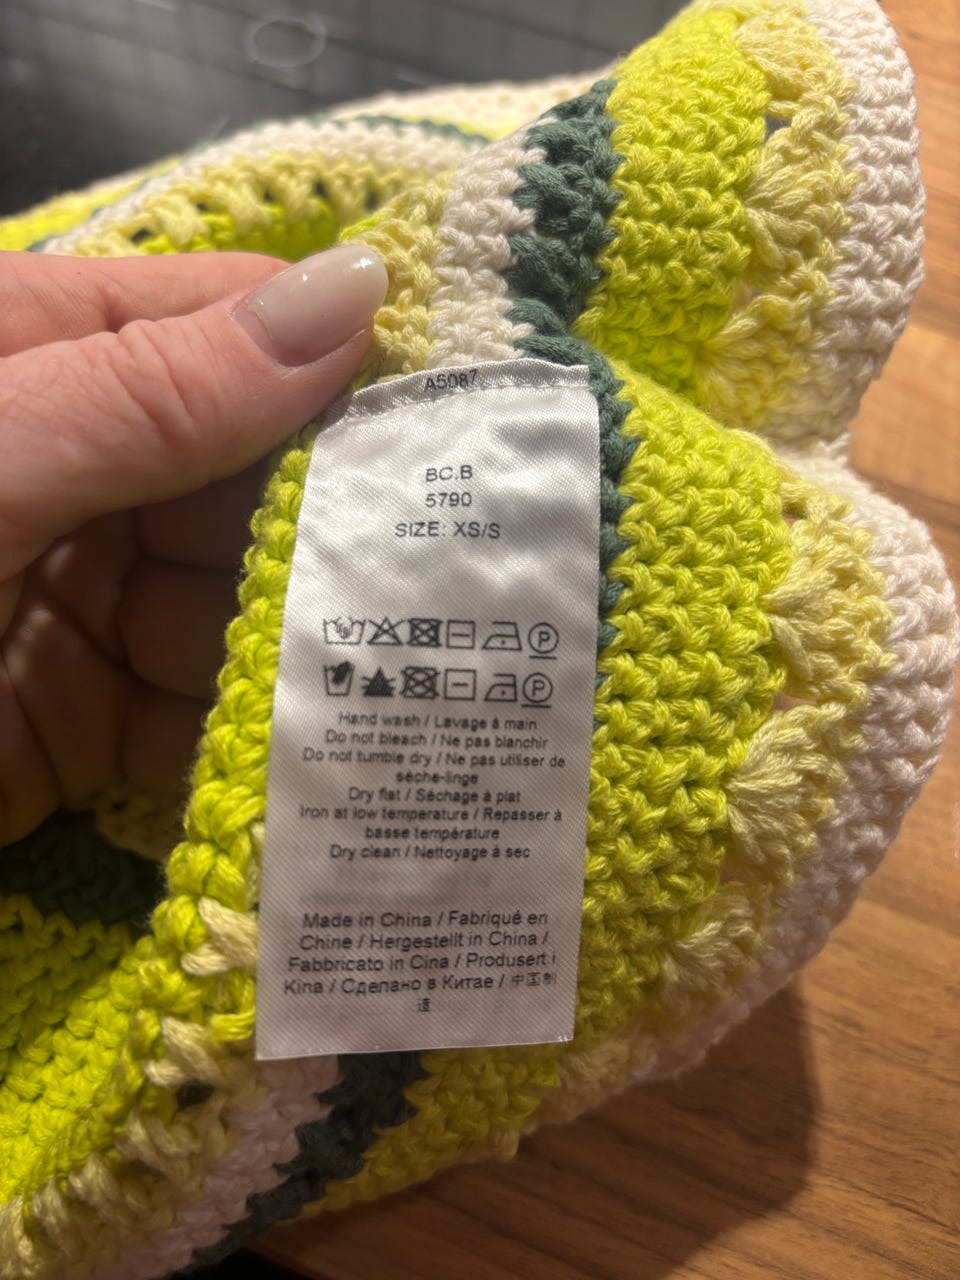 A5087
BC.B
5790
SIZE: XS/S
P
P
Hand wash / Lavage à main
Do not bleach / Ne pas blanchir
Do not tumble dry / Ne pas utiliser de
sèche-linge
Dry flat / Séchage à plat
Iron at low temperature / Repasser à
basse température
Dry clean / Nettoyage à sec
Made in China / Fabriqué en
Chine / Hergestellt in China /
Fabbricato in Cina / Produsert i
Kina / Сделано в Китае / 中国制
造